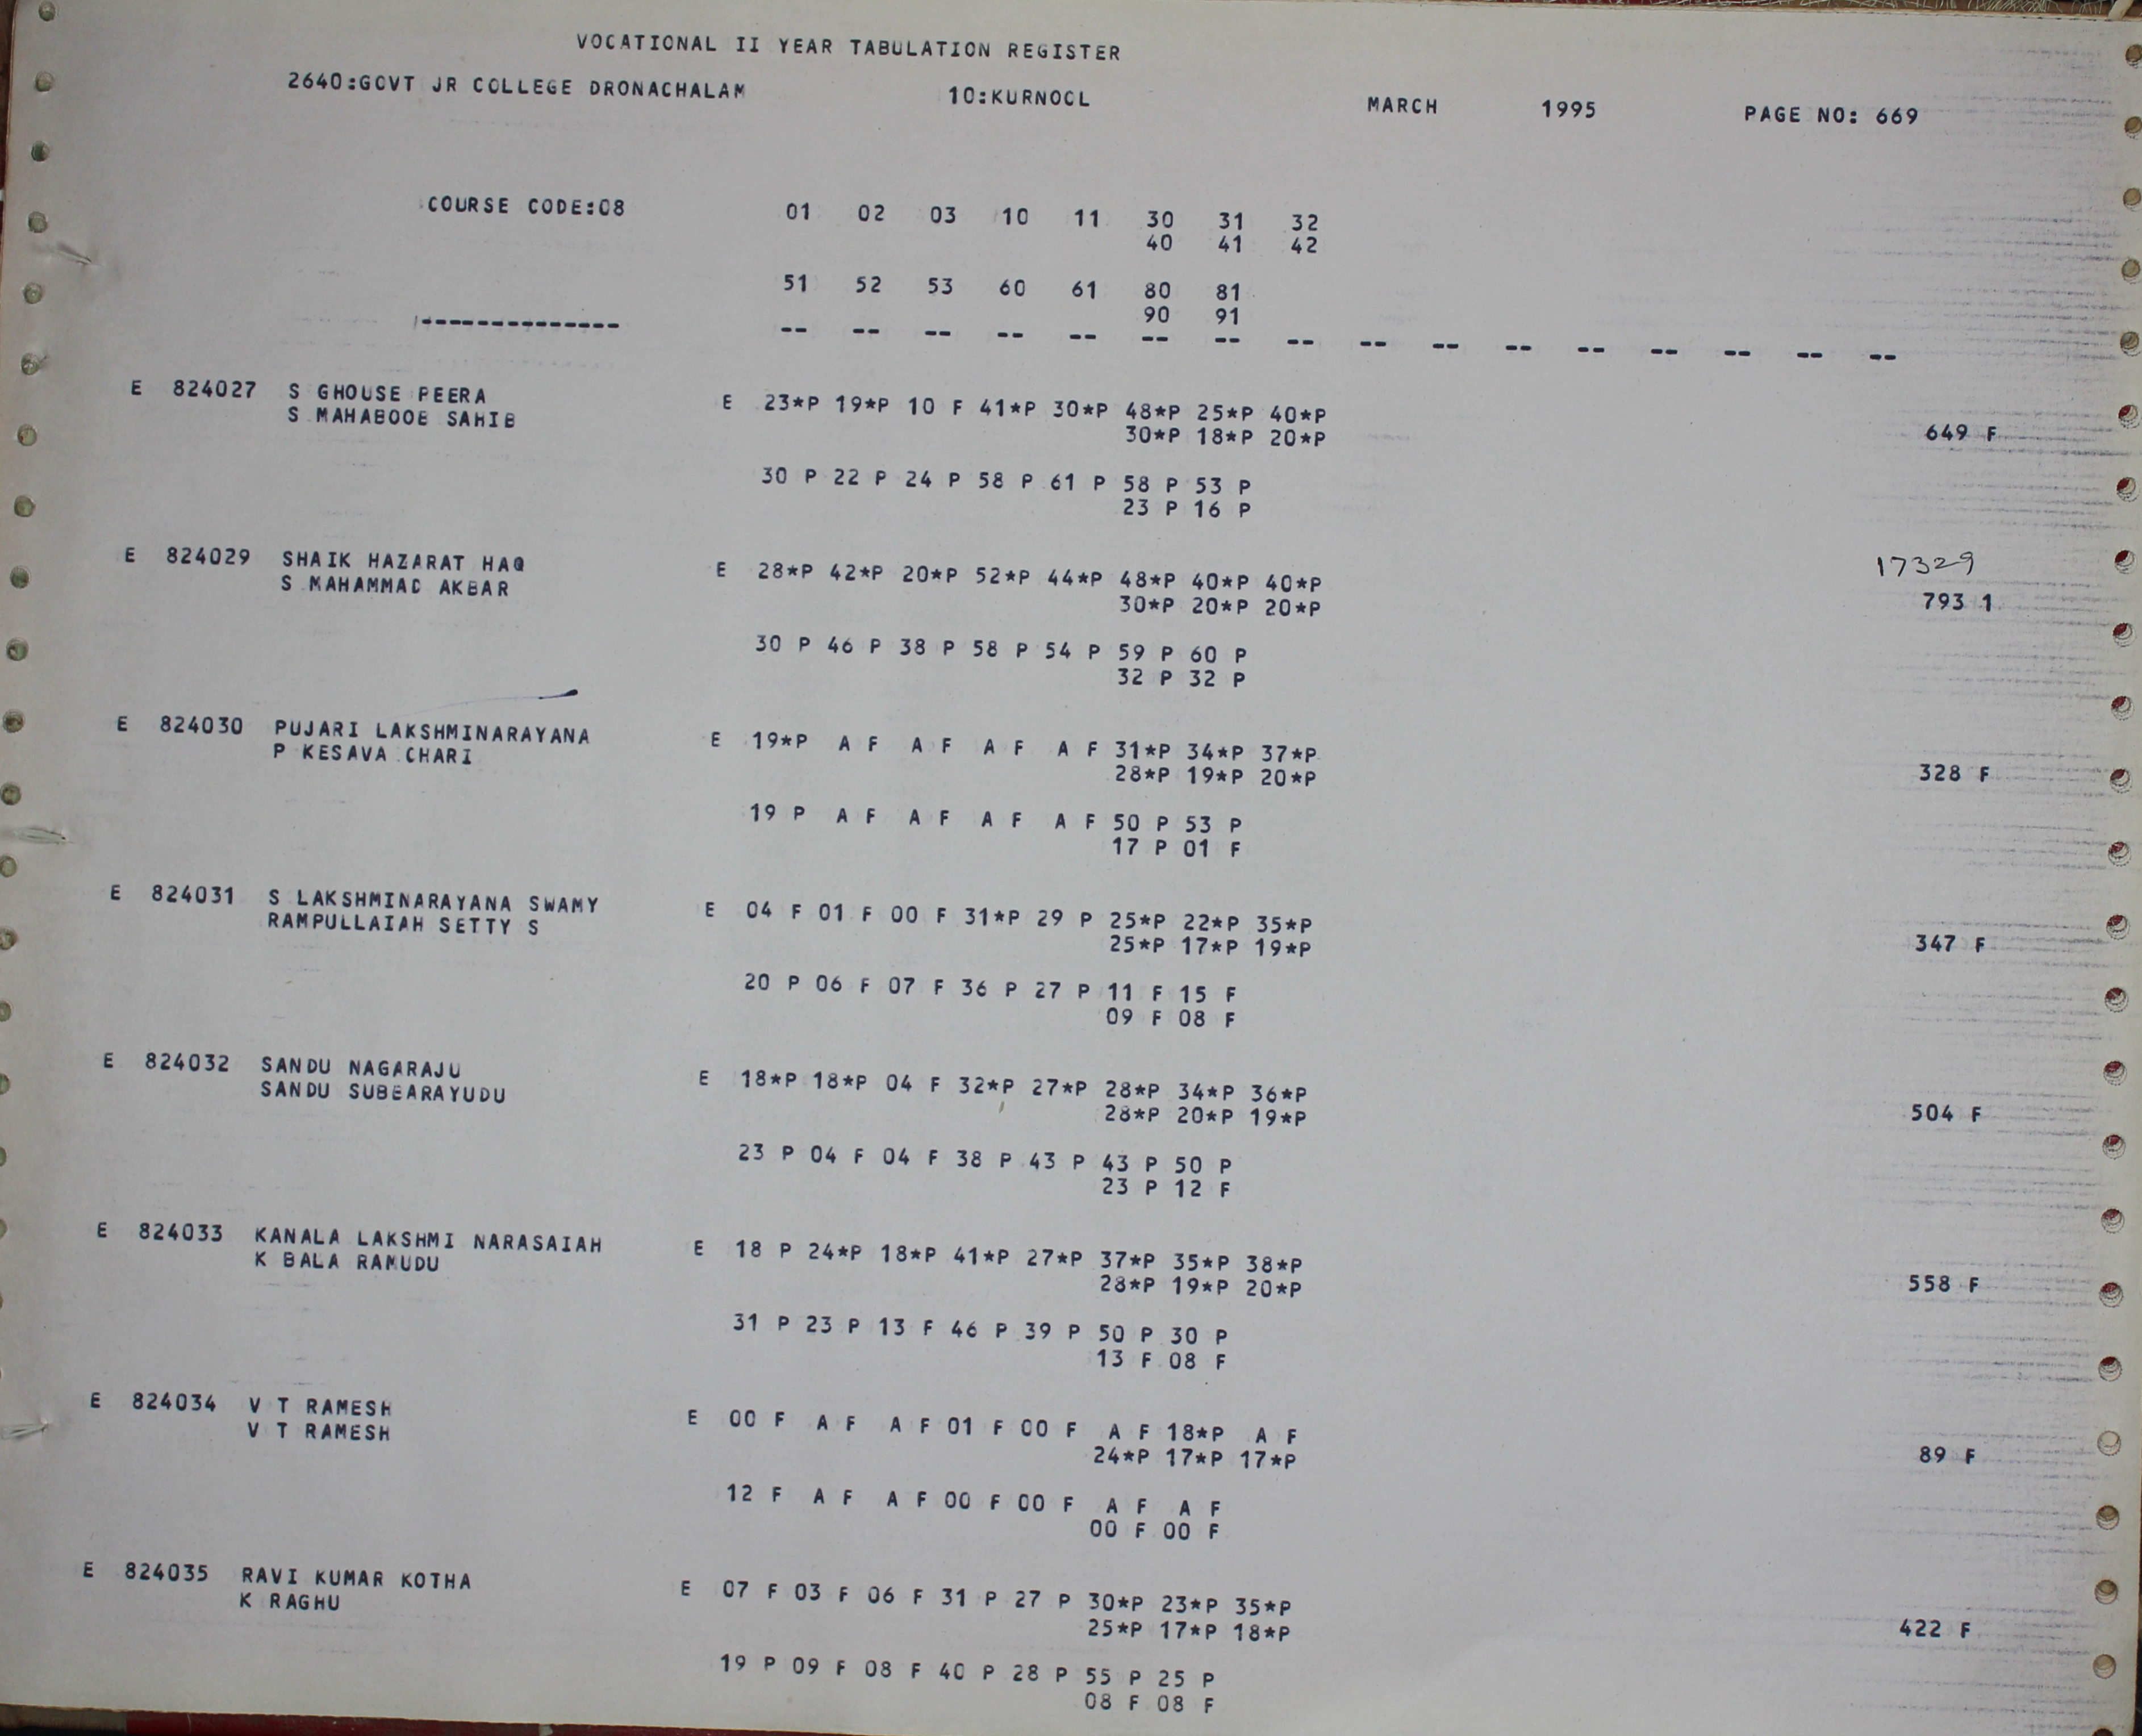 VOCATIONAL II YEAR TABULATION REGISTER
2640:GOVT JR COLLEGE DRONACHALAM 10:KURNOOL MARCH 1995 PAGE NO: 669
COURSE CODE:08 01 02 03 10 11 30 31 32
40 41 42
51 52 53 60 61 80 81
90 91
-------------- -- -- -- -- -- -- -- -- -- -- -- -- -- -- -- --
E 824027 S GHOUSE PEERA E 23*P 19*P 10 F 41*P 30*P 48*P 25*P 40*P
S MAHABOOB SAHIB 30*P 18*P 20*P 649 F
30 P 22 P 24 P 58 P 61 P 58 P 53 P
23 P 16 P
E 824029 SHAIK HAZARAT HAQ E 28*P 42*P 20*P 52*P 44*P 48*P 40*P 40*P 17329
S MAHAMMAD AKBAR 30*P 20*P 20*P 793 1
30 P 46 P 38 P 58 P 54 P 59 P 60 P
32 P 32 P
E 824030 PUJARI LAKSHMINARAYANA E 19*P A F A F A F A F 31*P 34*P 37*P
P KESAVA CHARI 28*P 19*P 20*P 328 F
19 P A F A F A F A F 50 P 53 P
17 P 01 F
E 824031 S LAKSHMINARAYANA SWAMY E 04 F 01 F 00 F 31*P 29 P 25*P 22*P 35*P
RAMPULLAIAH SETTY S 25*P 17*P 19*P 347 F
20 P 06 F 07 F 36 P 27 P 11 F 15 F
09 F 08 F
E 824032 SANDU NAGARAJU E 18*P 18*P 04 F 32*P 27*P 28*P 34*P 36*P
SANDU SUBBARAYUDU 28*P 20*P 19*P 504 F
23 P 04 F 04 F 38 P 43 P 43 P 50 P
23 P 12 F
E 824033 KANALA LAKSHMI NARASAIAH E 18 P 24*P 18*P 41*P 27*P 37*P 35*P 38*P
K BALA RAMUDU 28*P 19*P 20*P 558 F
31 P 23 P 13 F 46 P 39 P 50 P 30 P
13 F 08 F
E 824034 V T RAMESH E 00 F A F A F 01 F 00 F A F 18*P A F
V T RAMESH 24*P 17*P 17*P 89 F
12 F A F A F 00 F 00 F A F A F
00 F 00 F
E 824035 RAVI KUMAR KOTHA E 07 F 03 F 06 F 31 P 27 P 30*P 23*P 35*P
K RAGHU 25*P 17*P 18*P 422 F
19 P 09 F 08 F 40 P 28 P 55 P 25 P
08 F 08 F